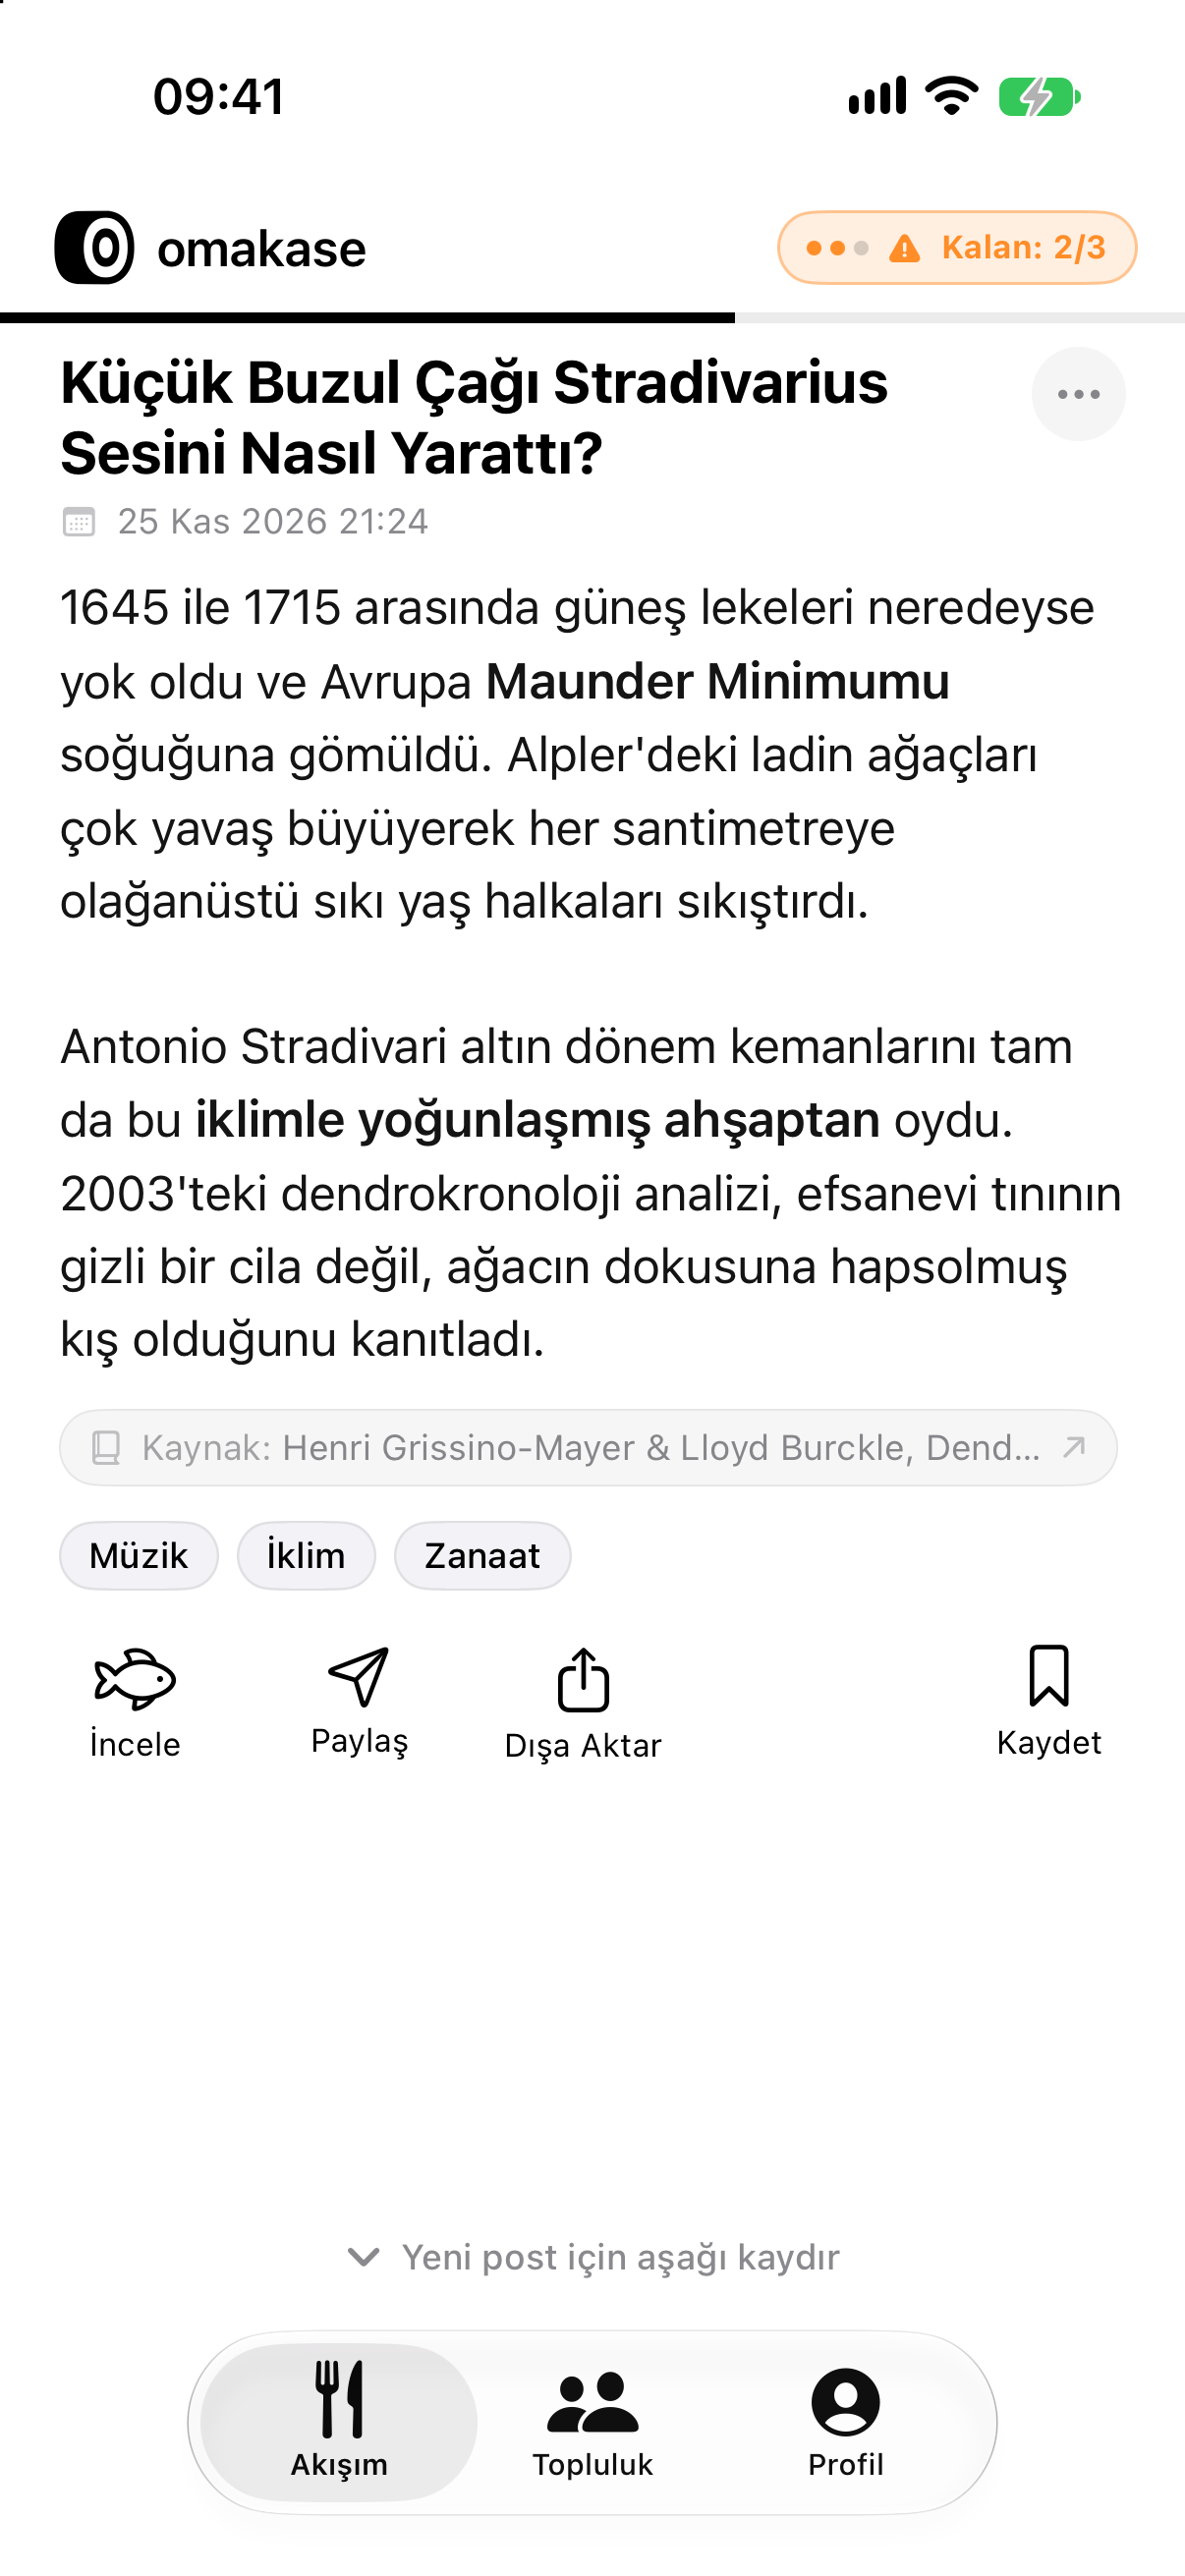 09:41
omakase
Kalan: 2/3
Küçük Buzul Çağı Stradivarius
Sesini Nasıl Yarattı?
25 Kas 2026 21:24
1645 ile 1715 arasında güneş lekeleri neredeyse
yok oldu ve Avrupa Maunder Minimumu
soğuğuna gömüldü. Alpler'deki ladin ağaçları
çok yavaş büyüyerek her santimetreye
olağanüstü sıkı yaş halkaları sıkıştırdı.
Antonio Stradivari altın dönem kemanlarını tam
da bu iklimle yoğunlaşmış ahşaptan oydu.
2003'teki dendrokronoloji analizi, efsanevi tınının
gizli bir cila değil, ağacın dokusuna hapsolmuş
kış olduğunu kanıtladı.
Kaynak: Henri Grissino-Mayer & Lloyd Burckle, Dend...
Müzik İklim Zanaat
İncele Paylaş Dışa Aktar Kaydet
Yeni post için aşağı kaydır
Akışım Topluluk Profil